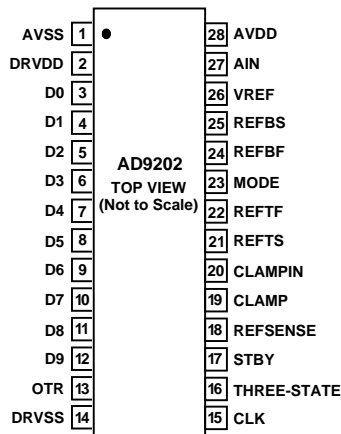 AVSS 1
DRVDD 2
D0 3
D1 4
D2 5
D3 6
D4 7
D5 8
D6 9
D7 10
D8 11
D9 12
OTR 13
DRVSS 14
AD9202
TOP VIEW
(Not to Scale)
28 AVDD
27 AIN
26 VREF
25 REFBS
24 REFBF
23 MODE
22 REFTF
21 REFTS
20 CLAMPIN
19 CLAMP
18 REFSENSE
17 STBY
16 THREE-STATE
15 CLK